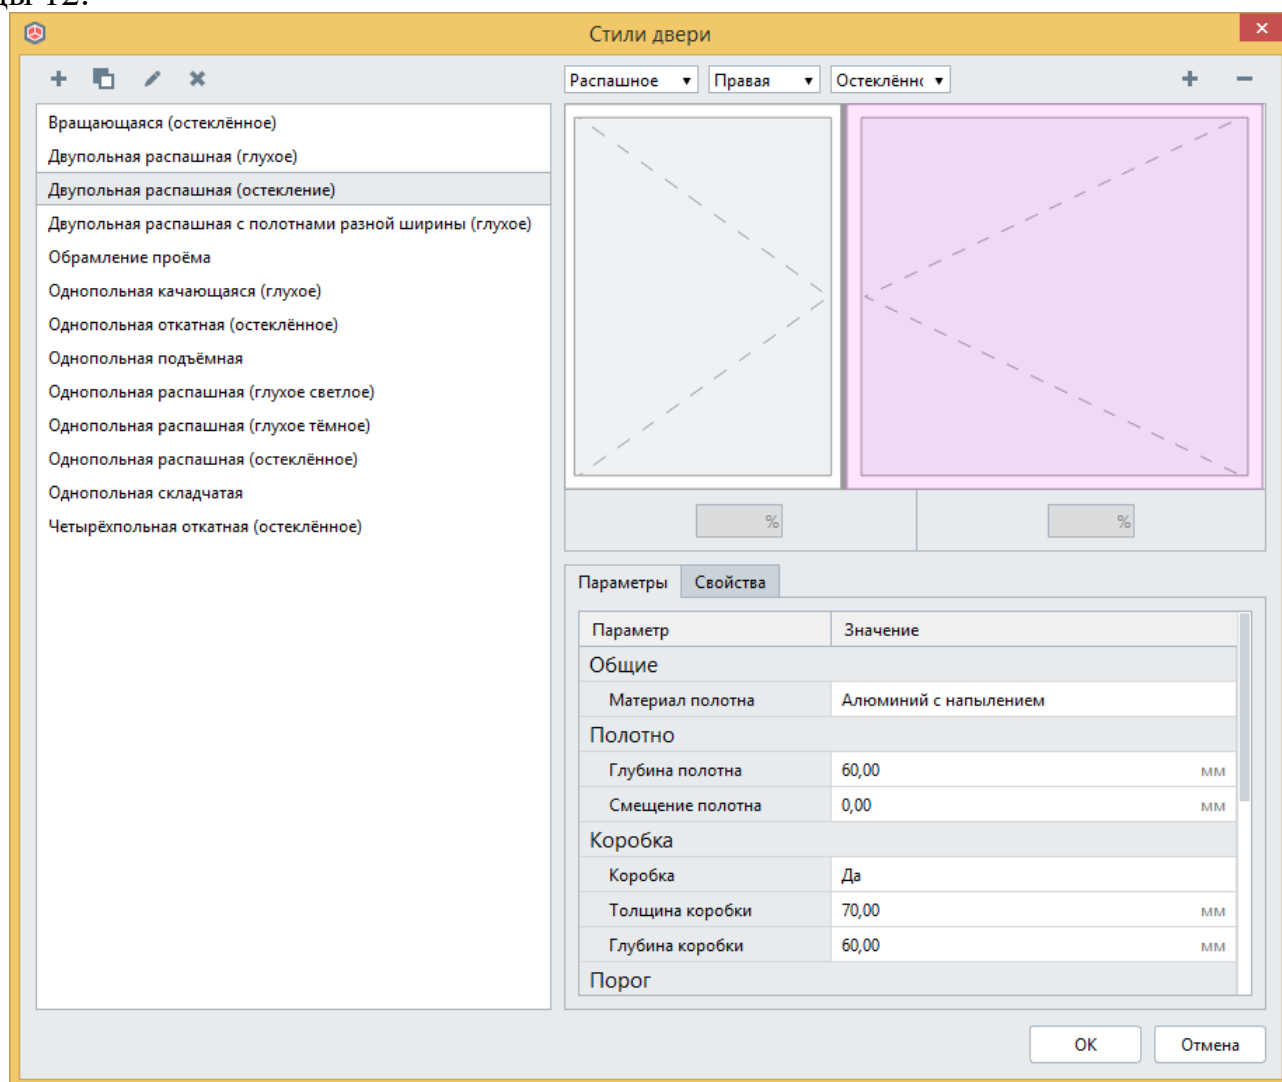 12.
Стили двери
Распашное Правая
Вращающаяся (остеклённое)
Двупольная распашная (глухое)
Двупольная распашная (остекление)
Двупольная распашная с полотнами разной ширины (глухое)
Обрамление проёма
Однопольная качающаяся (глухое)
Однопольная откатная (остеклённое)
Однопольная подъёмная
Однопольная распашная (глухое светлое)
Однопольная распашная (глухое тёмное)
Однопольная распашная (остеклённое)
Однопольная складчатая
Четырёхпольная откатная (остеклённое)
% %
Параметры Свойства
Параметр Значение
Общие
Материал полотна Алюминий с напылением
Полотно
Глубина полотна 60,00 мм
Смещение полотна 0,00 мм
Коробка
Коробка Да
Толщина коробки 70,00 мм
Глубина коробки 60,00 мм
Порог
ОК Отмена